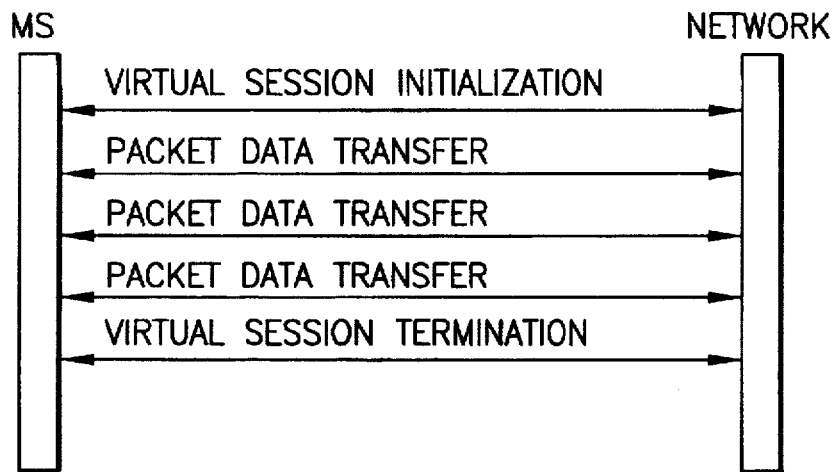 MS
NETWORK
VIRTUAL SESSION INITIALIZATION
PACKET DATA TRANSFER
PACKET DATA TRANSFER
PACKET DATA TRANSFER
VIRTUAL SESSION TERMINATION